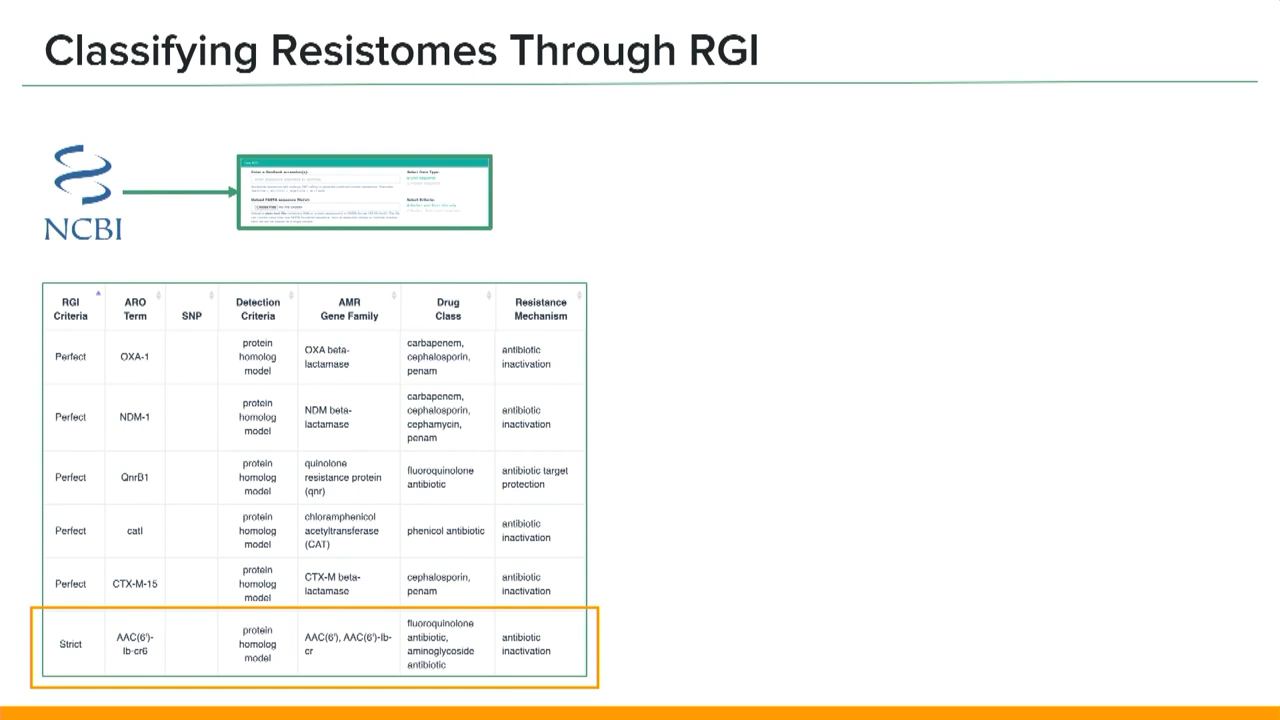 Classifying Resistomes Through RGI
NCBI
RGI Criteria
ARO Term
SNP
Detection Criteria
AMR Gene Family
Drug Class
Resistance Mechanism
Perfect
OXA-1
protein homolog model
OXA beta-lactamase
carbapenem, cephalosporin, penam
antibiotic inactivation
Perfect
NDM-1
protein homolog model
NDM beta-lactamase
carbapenem, cephalosporin, cephamycin, penam
antibiotic inactivation
Perfect
QnrB1
protein homolog model
quinolone resistance protein (qnr)
fluoroquinolone antibiotic
antibiotic target protection
Perfect
catI
protein homolog model
chloramphenicol acetyltransferase (CAT)
phenicol antibiotic
antibiotic inactivation
Perfect
CTX-M-15
protein homolog model
CTX-M beta-lactamase
cephalosporin, penam
antibiotic inactivation
Strict
AAC(6')-Ib-cr6
protein homolog model
AAC(6'), AAC(6')-Ib-cr
fluoroquinolone antibiotic, aminoglycoside antibiotic
antibiotic inactivation